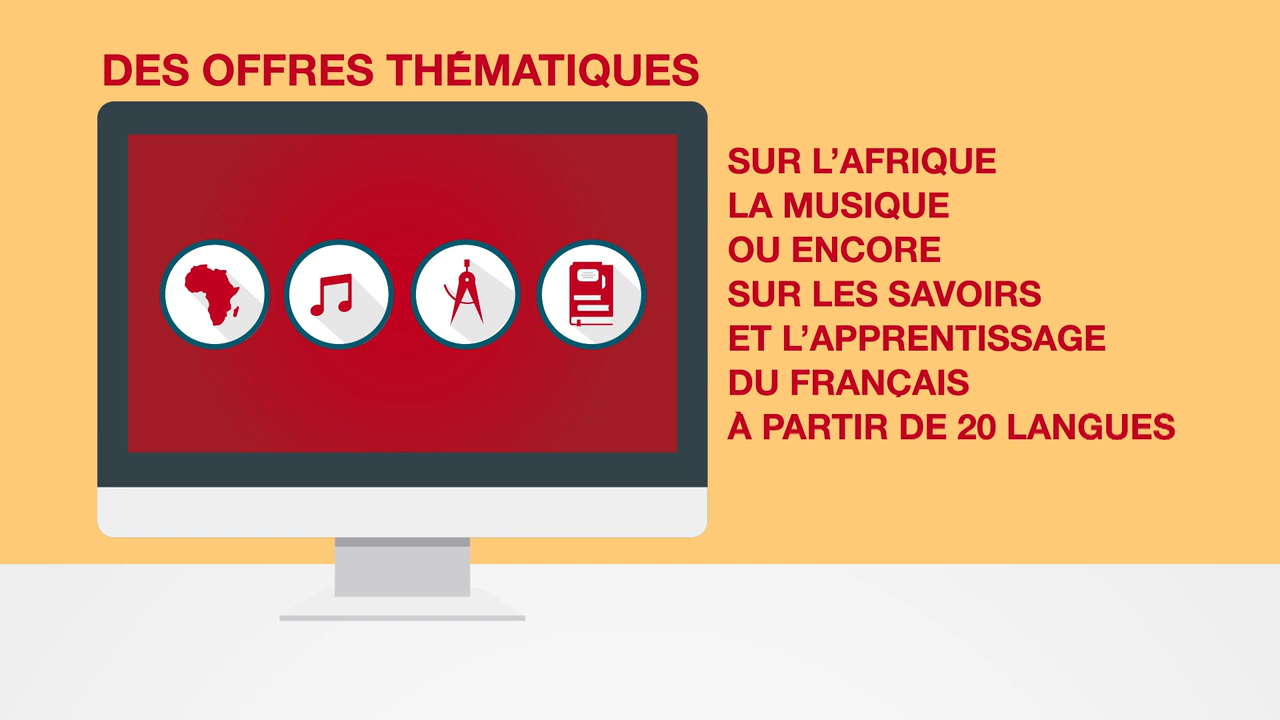 DES OFFRES THÉMATIQUES
SUR L’AFRIQUE
LA MUSIQUE
OU ENCORE
SUR LES SAVOIRS
ET L’APPRENTISSAGE
DU FRANÇAIS
À PARTIR DE 20 LANGUES